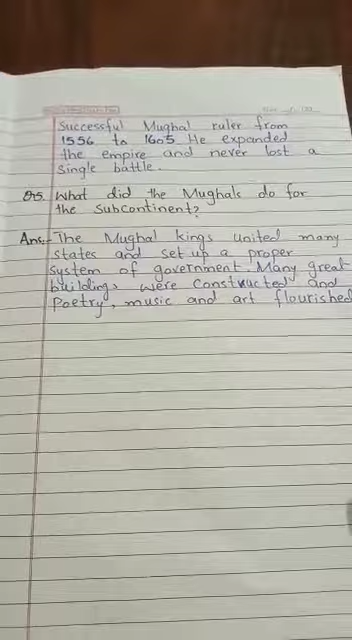 Successful Mughal ruler from
1556 to 1605 He expanded
the empire and never lost a
single battle.
Q5. What did the Mughals do for
the subcontinent?
Ans:- The Mughal kings united many
states and set up a proper
system of government. Many great
buildings were constructed and
Poetry, music and art flourished